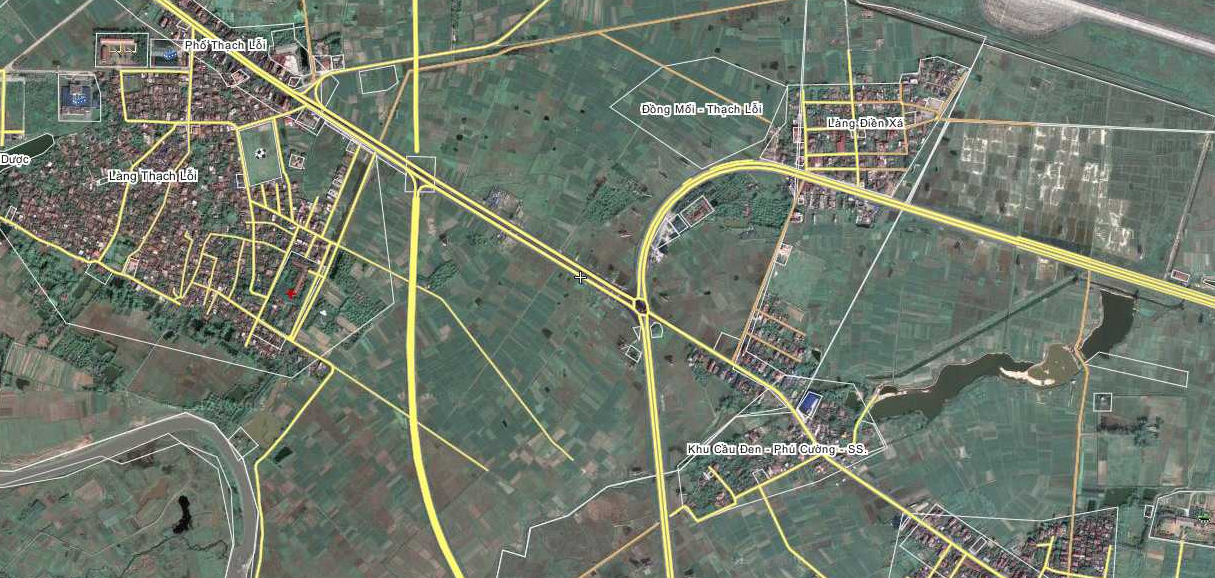 Phố Thạch Lỗi
Đồng Mối - Thạch Lỗi
Làng Điền Xá
Dược
Làng Thạch Lỗi
Khu Cầu Đen - Phú Cường - SS.